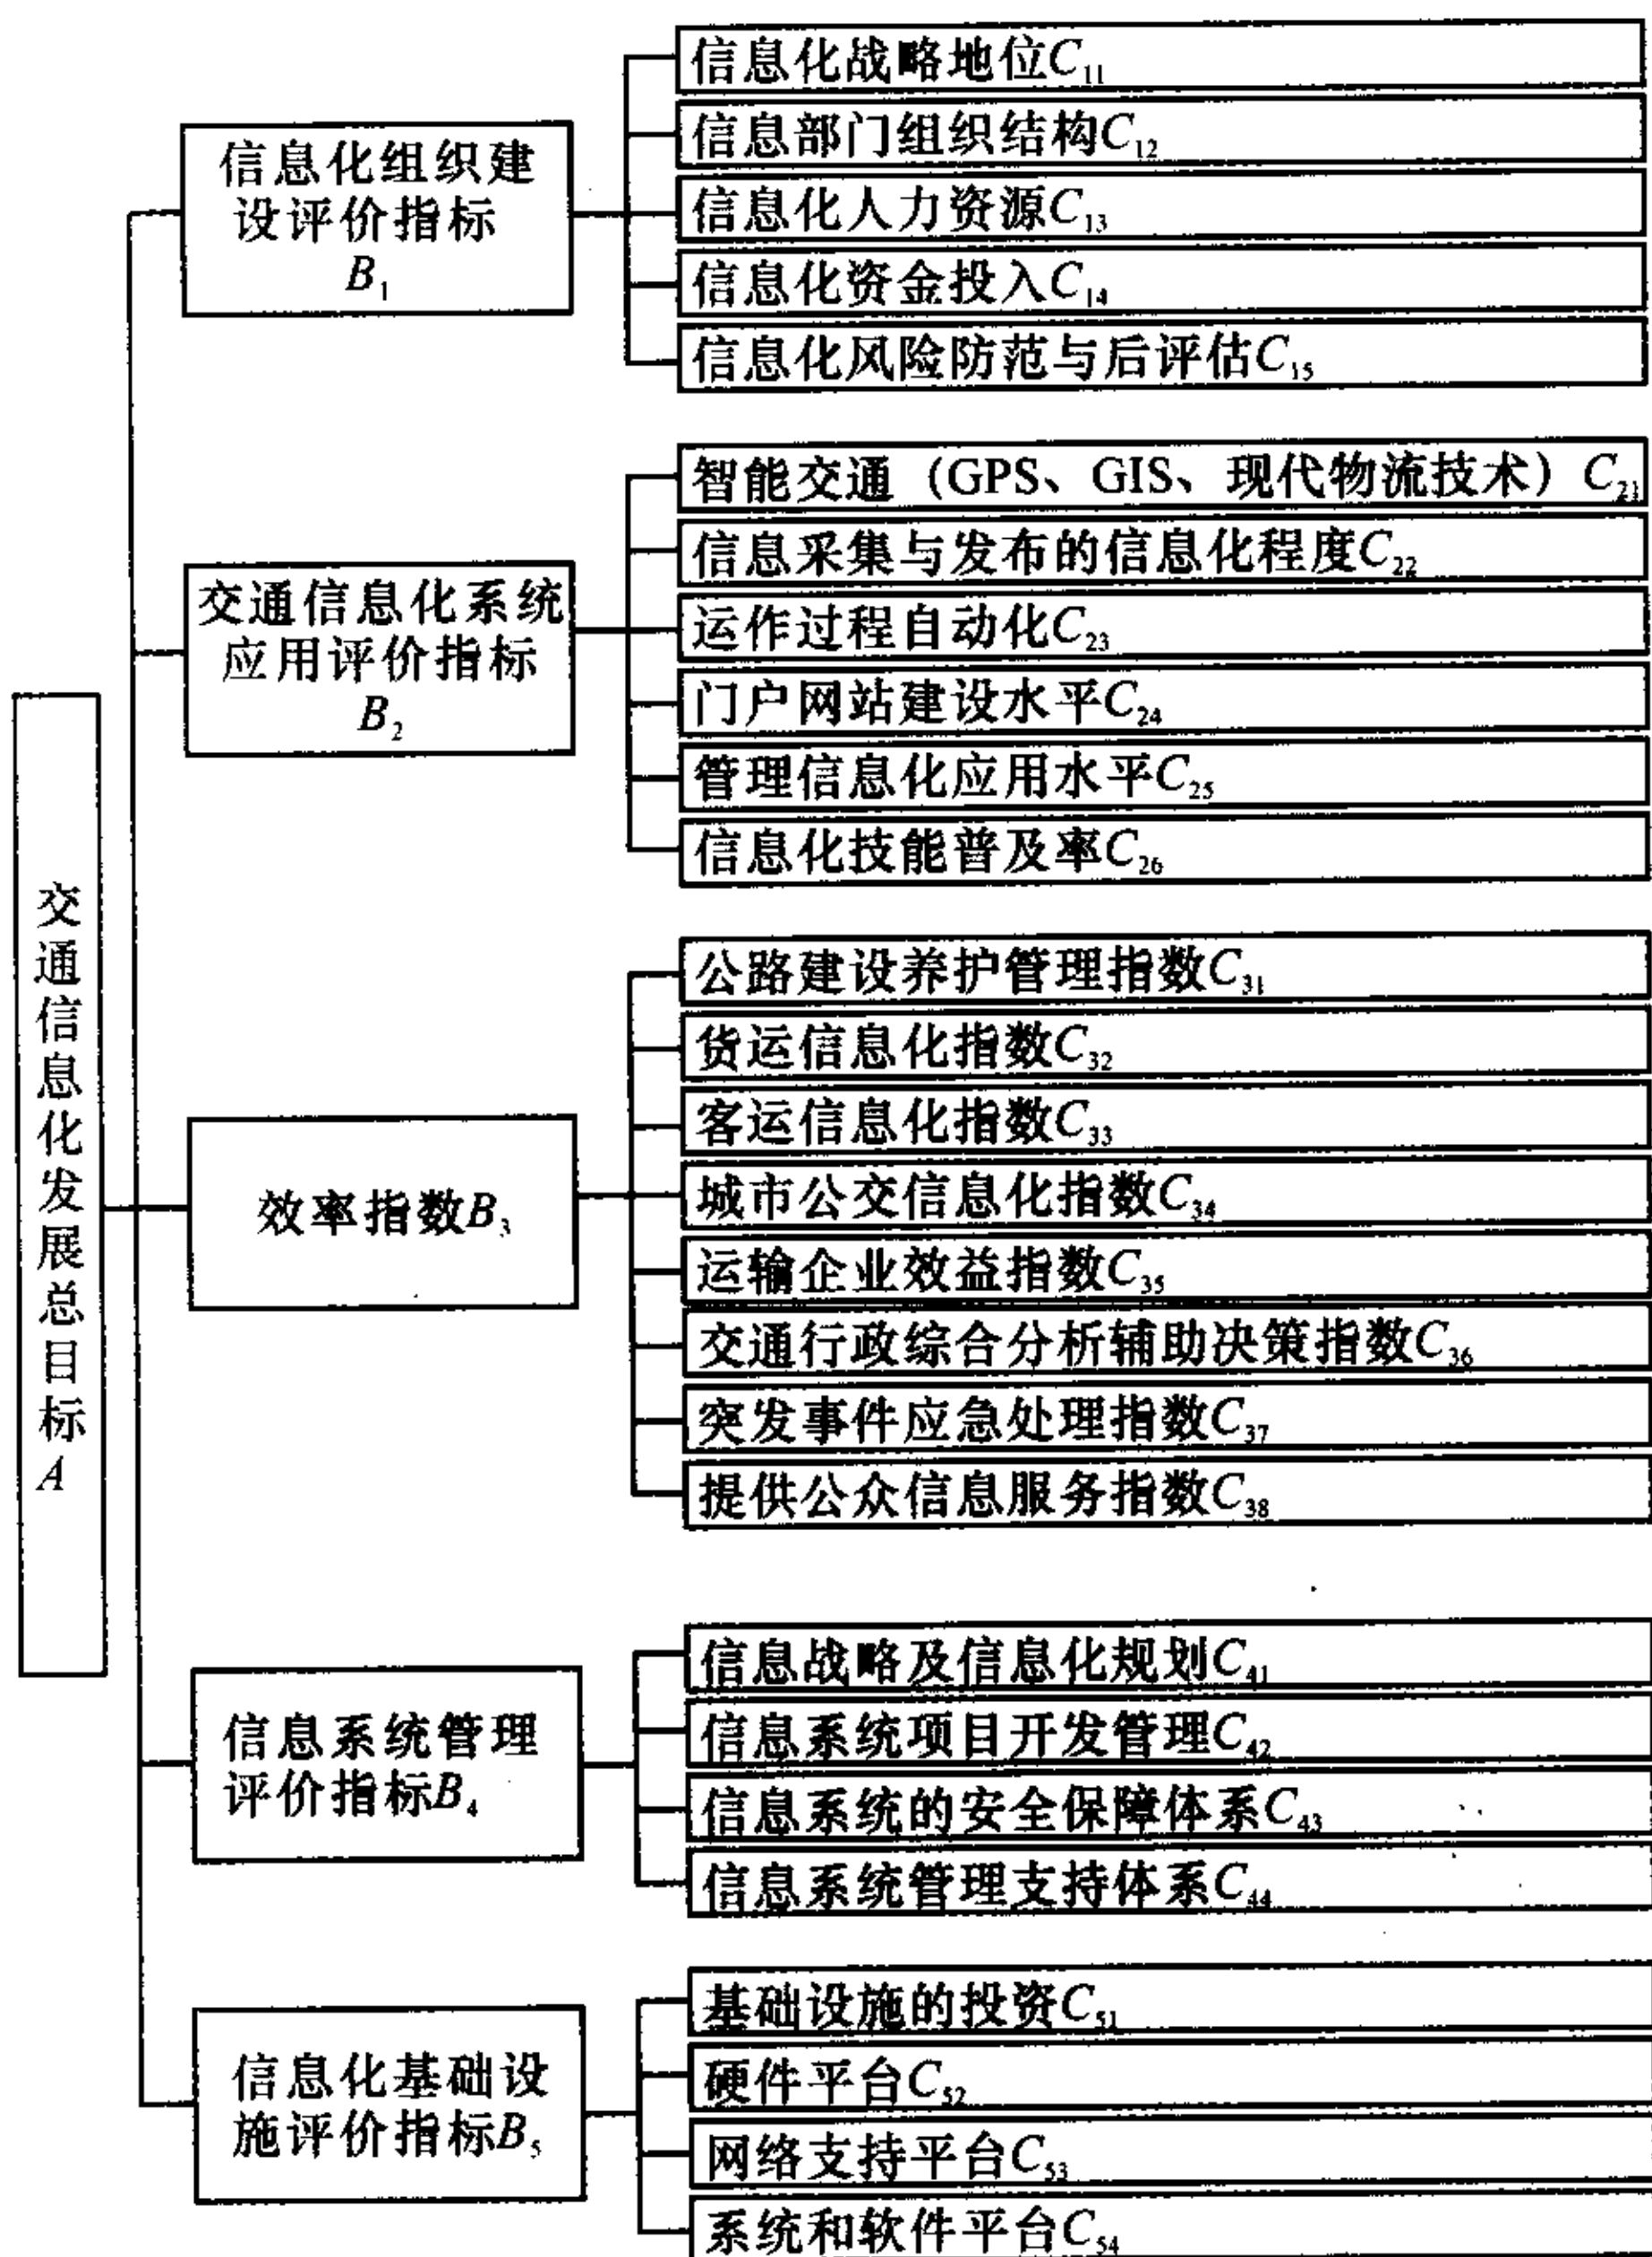 交通信息化发展总目标A
信息化组织建
设评价指标
B₁
信息化战略地位C₁₁
信息部门组织结构C₁₂
信息化人力资源C₁₃
信息化资金投入C₁₄
信息化风险防范与后评估C₁₅
交通信息化系统
应用评价指标
B₂
智能交通（GPS、GIS、现代物流技术）C₂₁
信息采集与发布的信息化程度C₂₂
运作过程自动化C₂₃
门户网站建设水平C₂₄
管理信息化应用水平C₂₅
信息化技能普及率C₂₆
效率指数B₃
公路建设养护管理指数C₃₁
货运信息化指数C₃₂
客运信息化指数C₃₃
城市公交信息化指数C₃₄
运输企业效益指数C₃₅
交通行政综合分析辅助决策指数C₃₆
突发事件应急处理指数C₃₇
提供公众信息服务指数C₃₈
信息系统管理
评价指标B₄
信息战略及信息化规划C₄₁
信息系统项目开发管理C₄₂
信息系统的安全保障体系C₄₃
信息系统管理支持体系C₄₄
信息化基础设
施评价指标B₅
基础设施的投资C₅₁
硬件平台C₅₂
网络支持平台C₅₃
系统和软件平台C₅₄